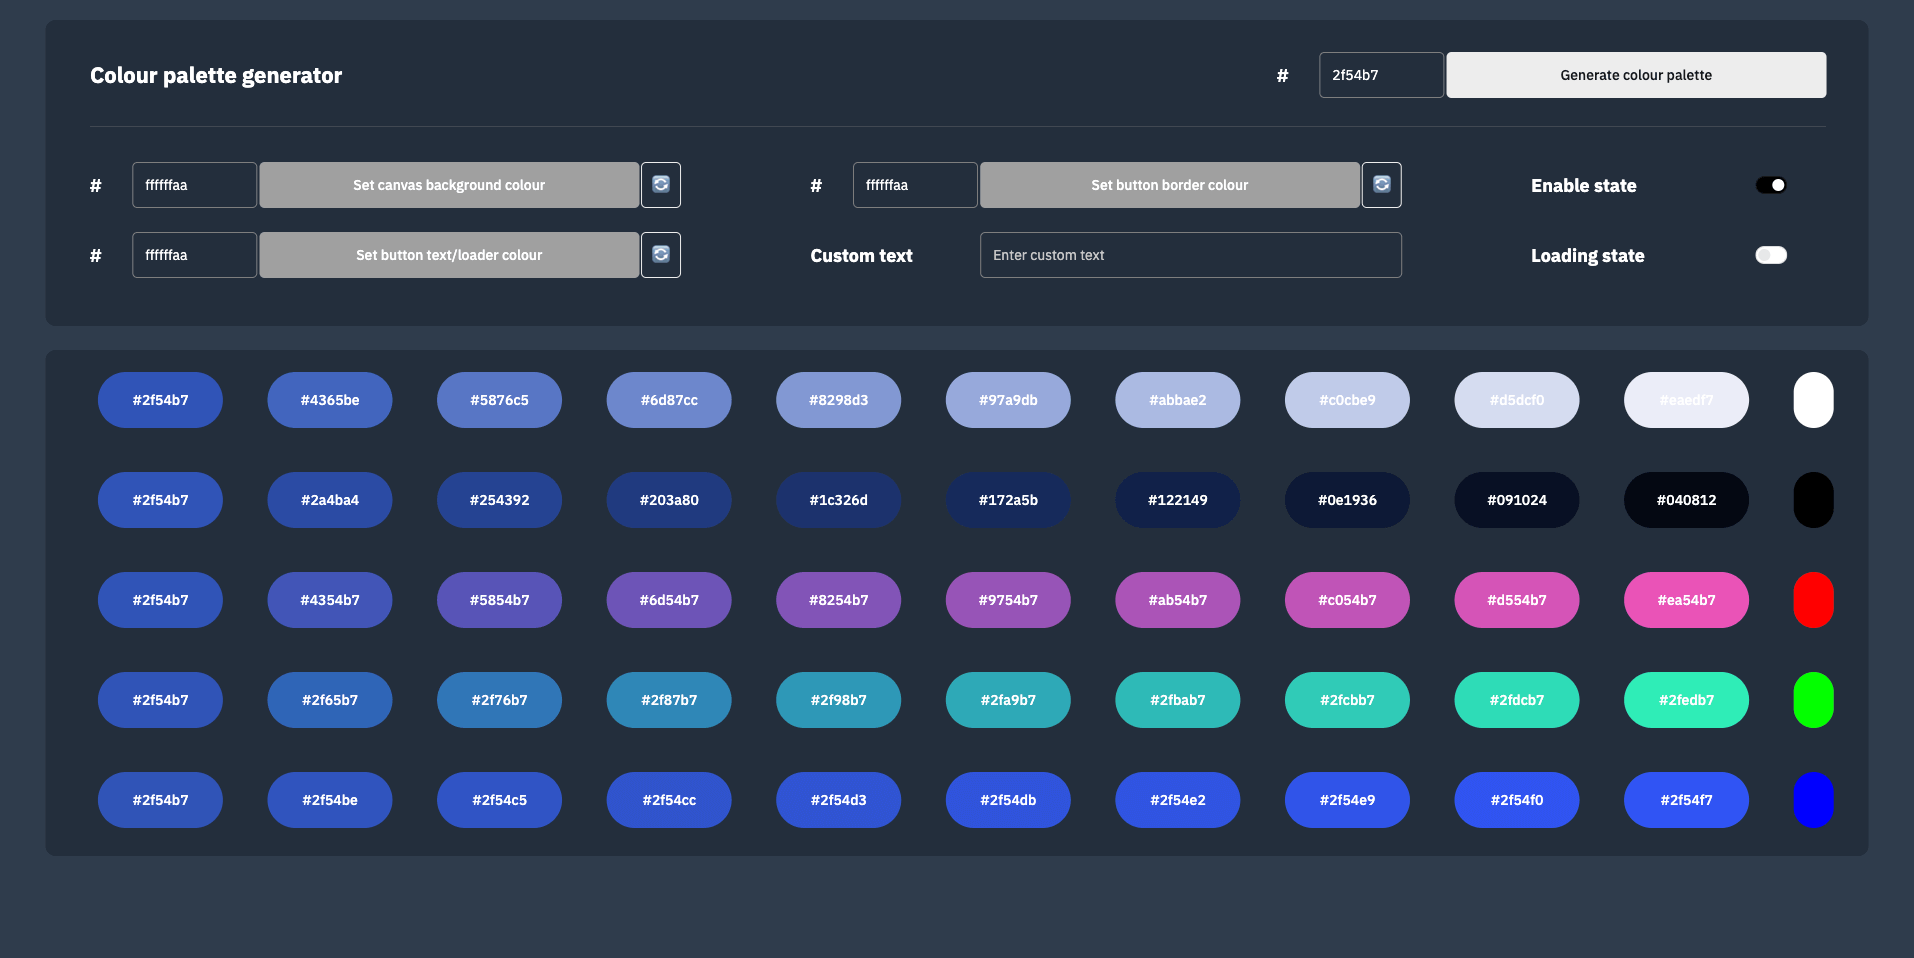 Colour palette generator
# 2f54b7 Generate colour palette
# ffffffaa Set canvas background colour
# ffffffaa Set button border colour
Enable state
# ffffffaa Set button text/loader colour
Custom text Enter custom text
Loading state
#2f54b7 #4365be #5876c5 #6d87cc #8298d3 #97a9db #abbae2 #c0cbe9 #d5dcf0 #eaedf7
#2f54b7 #2a4ba4 #254392 #203a80 #1c326d #172a5b #122149 #0e1936 #091024 #040812
#2f54b7 #4354b7 #5854b7 #6d54b7 #8254b7 #9754b7 #ab54b7 #c054b7 #d554b7 #ea54b7
#2f54b7 #2f65b7 #2f76b7 #2f87b7 #2f98b7 #2fa9b7 #2fbab7 #2fcbb7 #2fdcb7 #2fedb7
#2f54b7 #2f54be #2f54c5 #2f54cc #2f54d3 #2f54db #2f54e2 #2f54e9 #2f54f0 #2f54f7